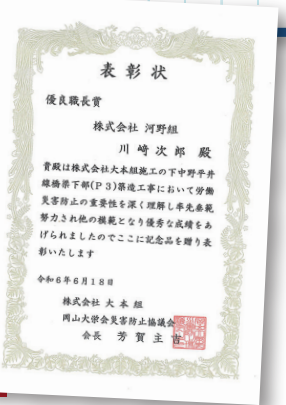 表彰状
優良職長賞
株式会社 河野組
川﨑次郎 殿
貴殿は株式会社大本組施工の下中野平井
線橋梁下部(P3)築造工事において労働
災害防止の重要性を深く理解し率先垂範
努力され他の模範となり優秀な成績をあ
げられましたのでここに記念品を贈り表
彰いたします
令和6年6月18日
株式会社 大本組
岡山大栄会災害防止協議会
会長 芳賀主吉